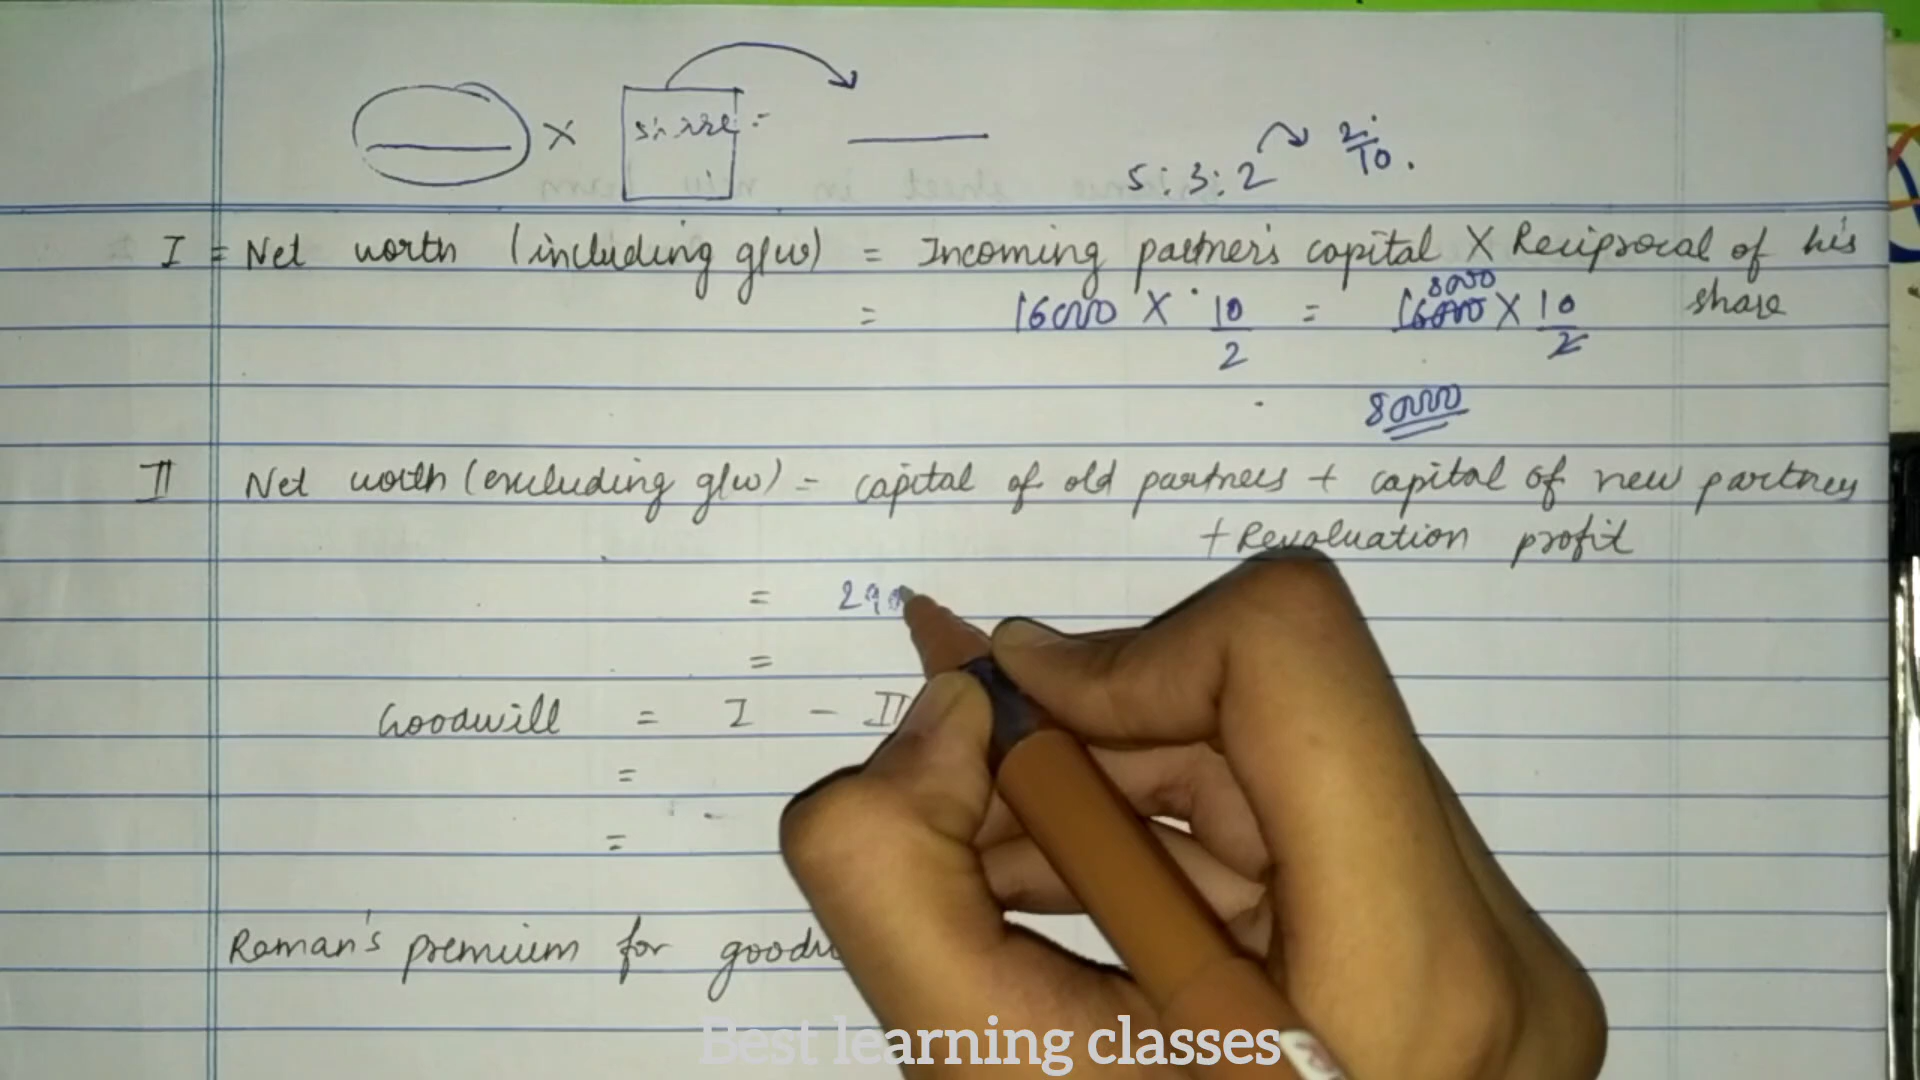 share =
5 : 3 : 2 2/10 .
I = Net worth (including g/w) = Incoming partner's capital X Reciprocal of his
share
= 16000 X 10/2 = 16000 X 10/2
8000
80000
II Net worth (excluding g/w) = capital of old partners + capital of new partners
+ Revaluation profit
= 29
=
Goodwill = I - II
=
=
Raman's premium for
Best learning classes